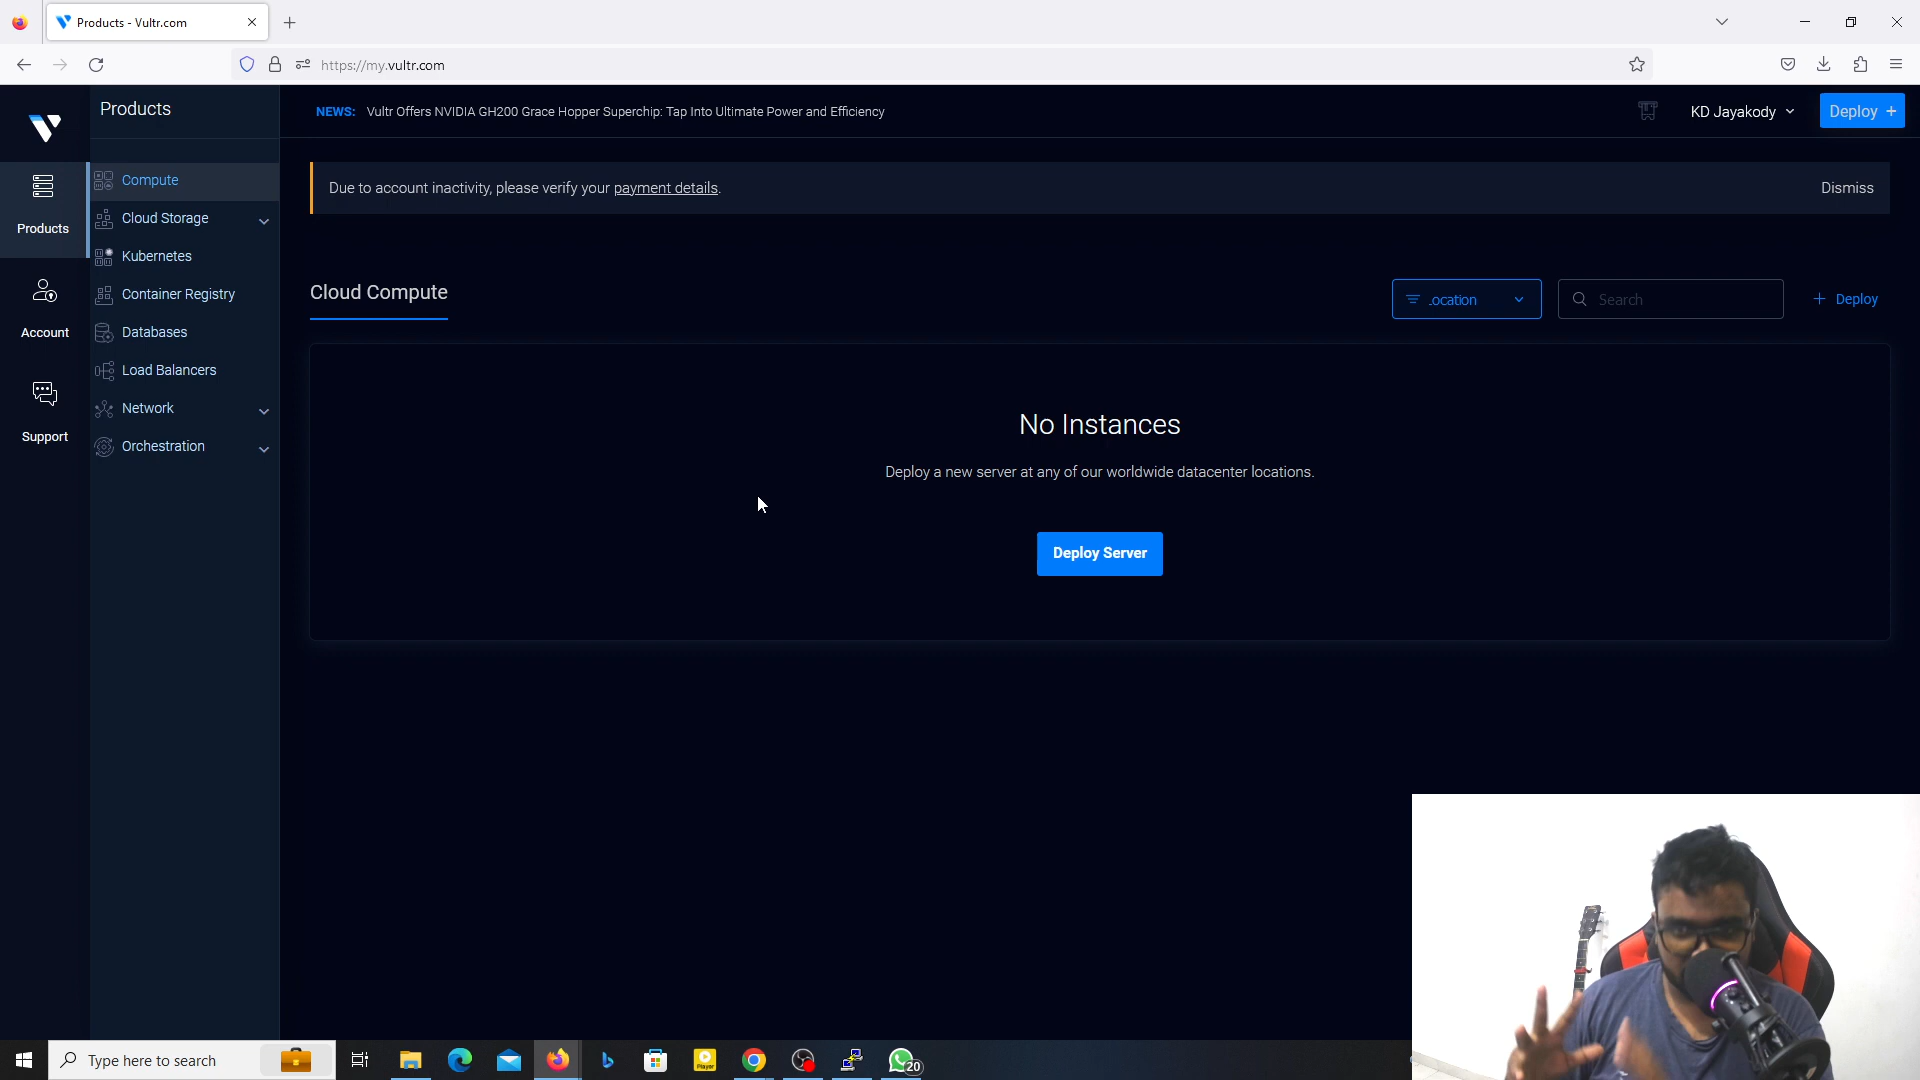 Products - Vultr.com
https://my.vultr.com
Products
NEWS: Vultr Offers NVIDIA GH200 Grace Hopper Superchip: Tap Into Ultimate Power and Efficiency
KD Jayakody
Deploy +
Products
Account
Support
Compute
Cloud Storage
Kubernetes
Container Registry
Databases
Load Balancers
Network
Orchestration
Due to account inactivity, please verify your payment details.
Dismiss
Cloud Compute
ocation
Search
+ Deploy
No Instances
Deploy a new server at any of our worldwide datacenter locations.
Deploy Server
Type here to search
Player
20